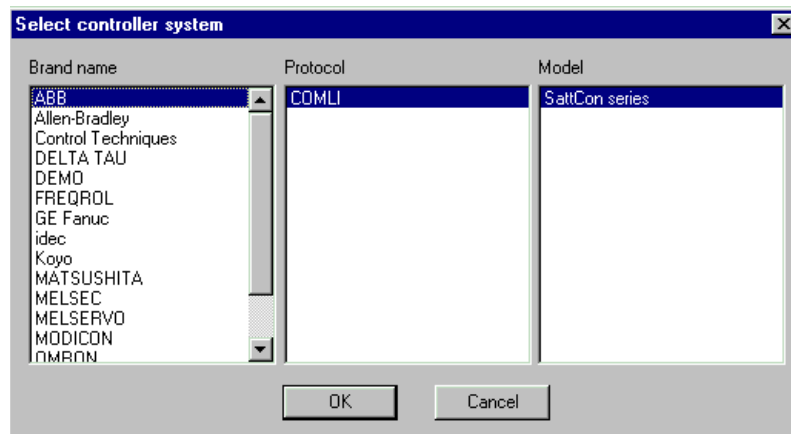 Select controller system
Brand name
Protocol
Model
ABB
Allen-Bradley
Control Techniques
DELTA TAU
DEMO
FREQROL
GE Fanuc
idec
Koyo
MATSUSHITA
MELSEC
MELSERVO
MODICON
OMRON
COMLI
SattCon series
OK
Cancel